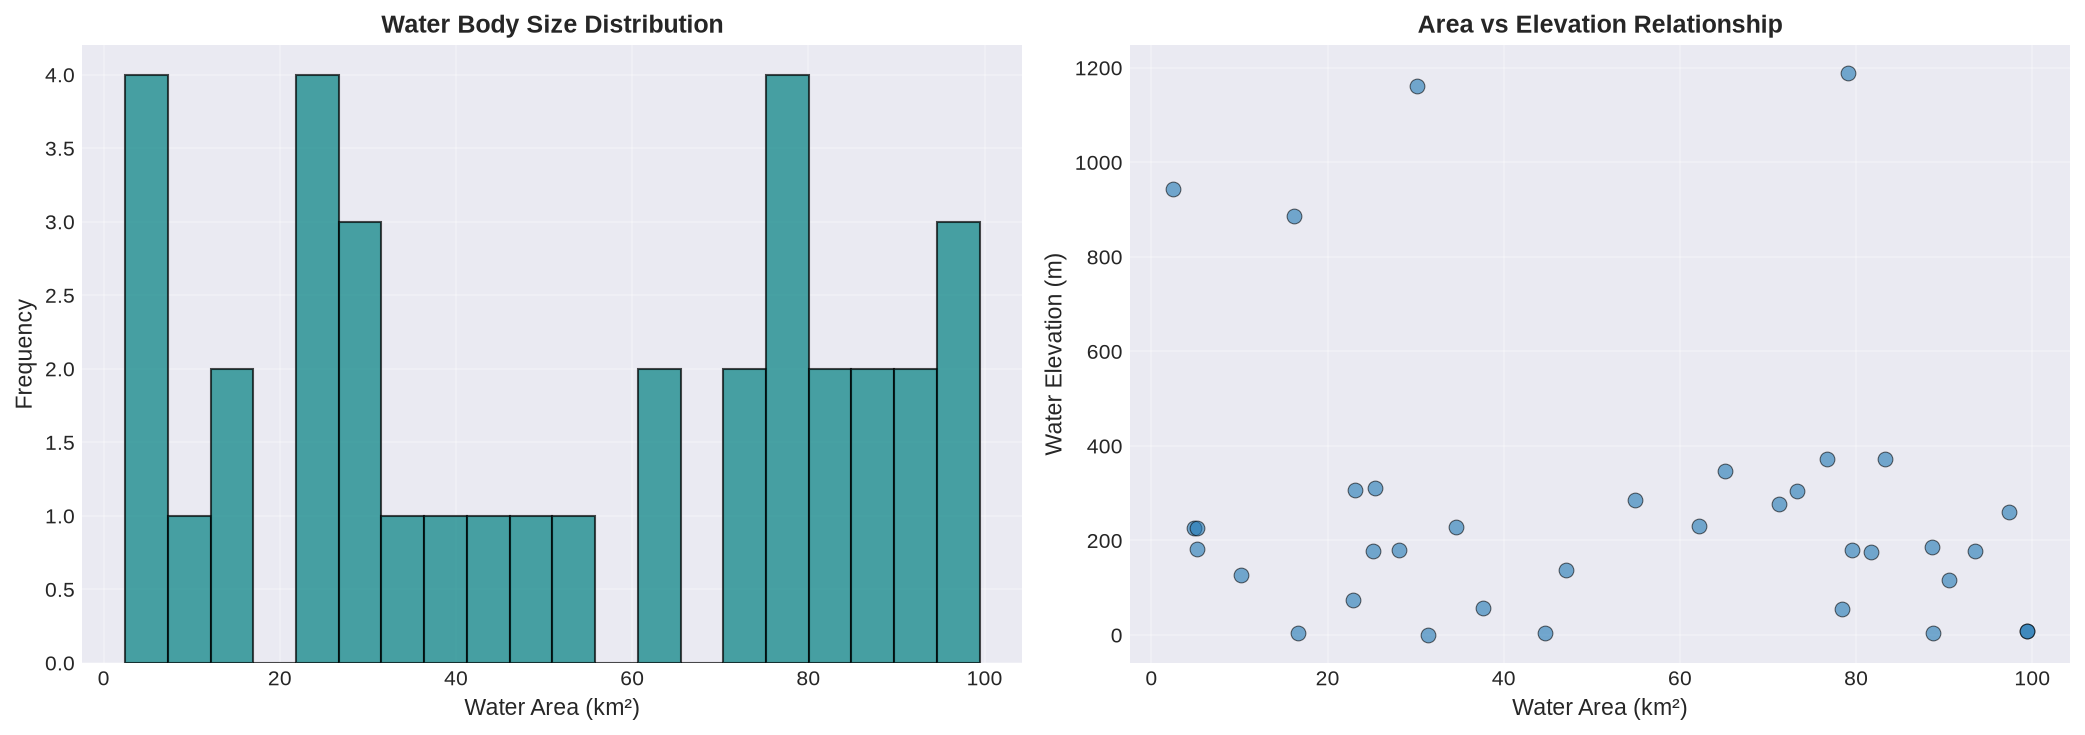 Water Body Size Distribution
4.0
3.5
3.0
2.5
2.0
1.5
1.0
0.5
0.0
Frequency
0 20 40 60 80 100
Water Area (km²)
Area vs Elevation Relationship
1200
1000
800
600
400
200
0
Water Elevation (m)
0 20 40 60 80 100
Water Area (km²)